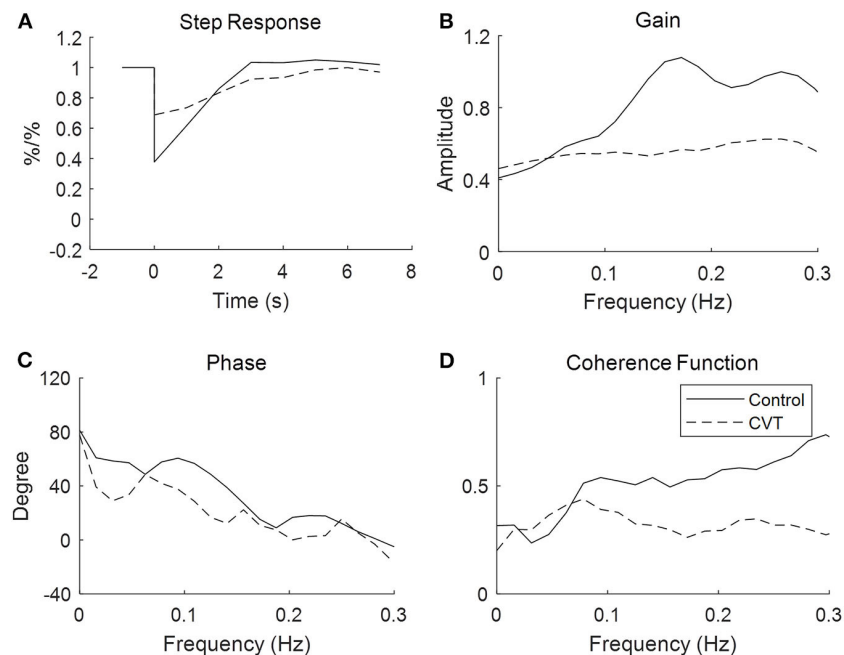 A
Step Response
1.2
1
0.8
0.6
0.4
1.2
0
-0.2
%/%
-2
0
2
4
6
8
Time (s)
B
Gain
1.2
0.8
0.4
0
Amplitude
0
0.1
0.2
0.3
Frequency (Hz)
C
Phase
120
80
40
0
-40
Degree
0
0.1
0.2
0.3
Frequency (Hz)
D
Coherence Function
1
0.5
0
Control
CVT
0
0.1
0.2
0.3
Frequency (Hz)